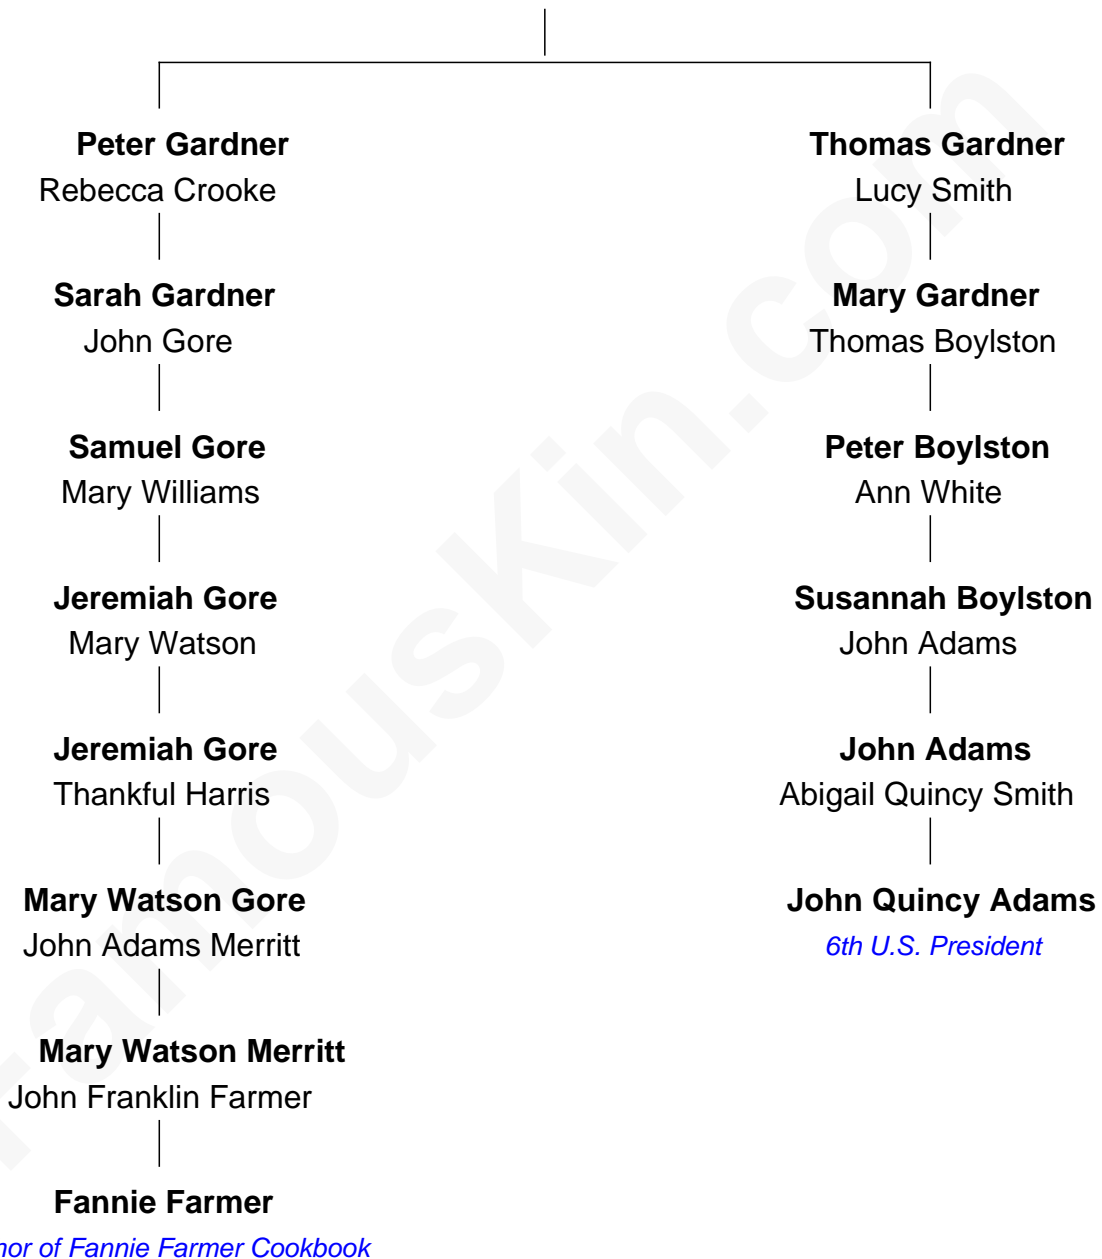 Peter Gardner
Rebecca Crooke
Sarah Gardner
John Gore
Samuel Gore
Mary Williams
Jeremiah Gore
Mary Watson
Jeremiah Gore
Thankful Harris
Mary Watson Gore
John Adams Merritt
Mary Watson Merritt
John Franklin Farmer
Fannie Farmer
of Fannie Farmer Cookbook
Thomas Gardner
Lucy Smith
Mary Gardner
Thomas Boylston
Peter Boylston
Ann White
Susannah Boylston
John Adams
John Adams
Abigail Quincy Smith
John Quincy Adams
6th U.S. President
FamousKin.com